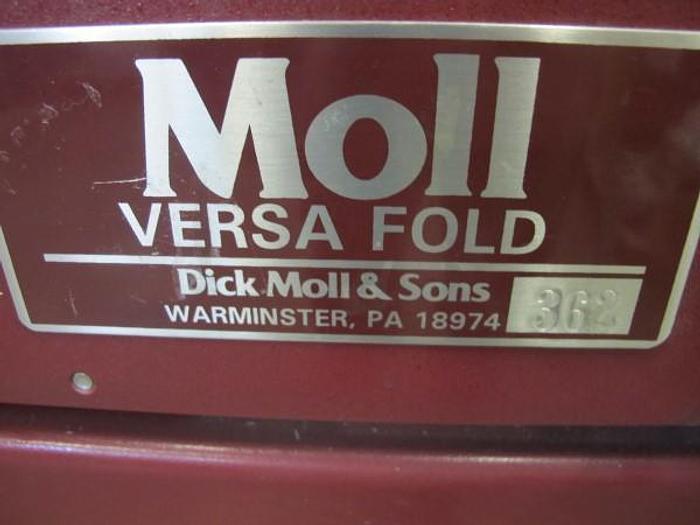 Moll
VERSA FOLD
Dick Moll & Sons
WARMINSTER, PA 18974 362